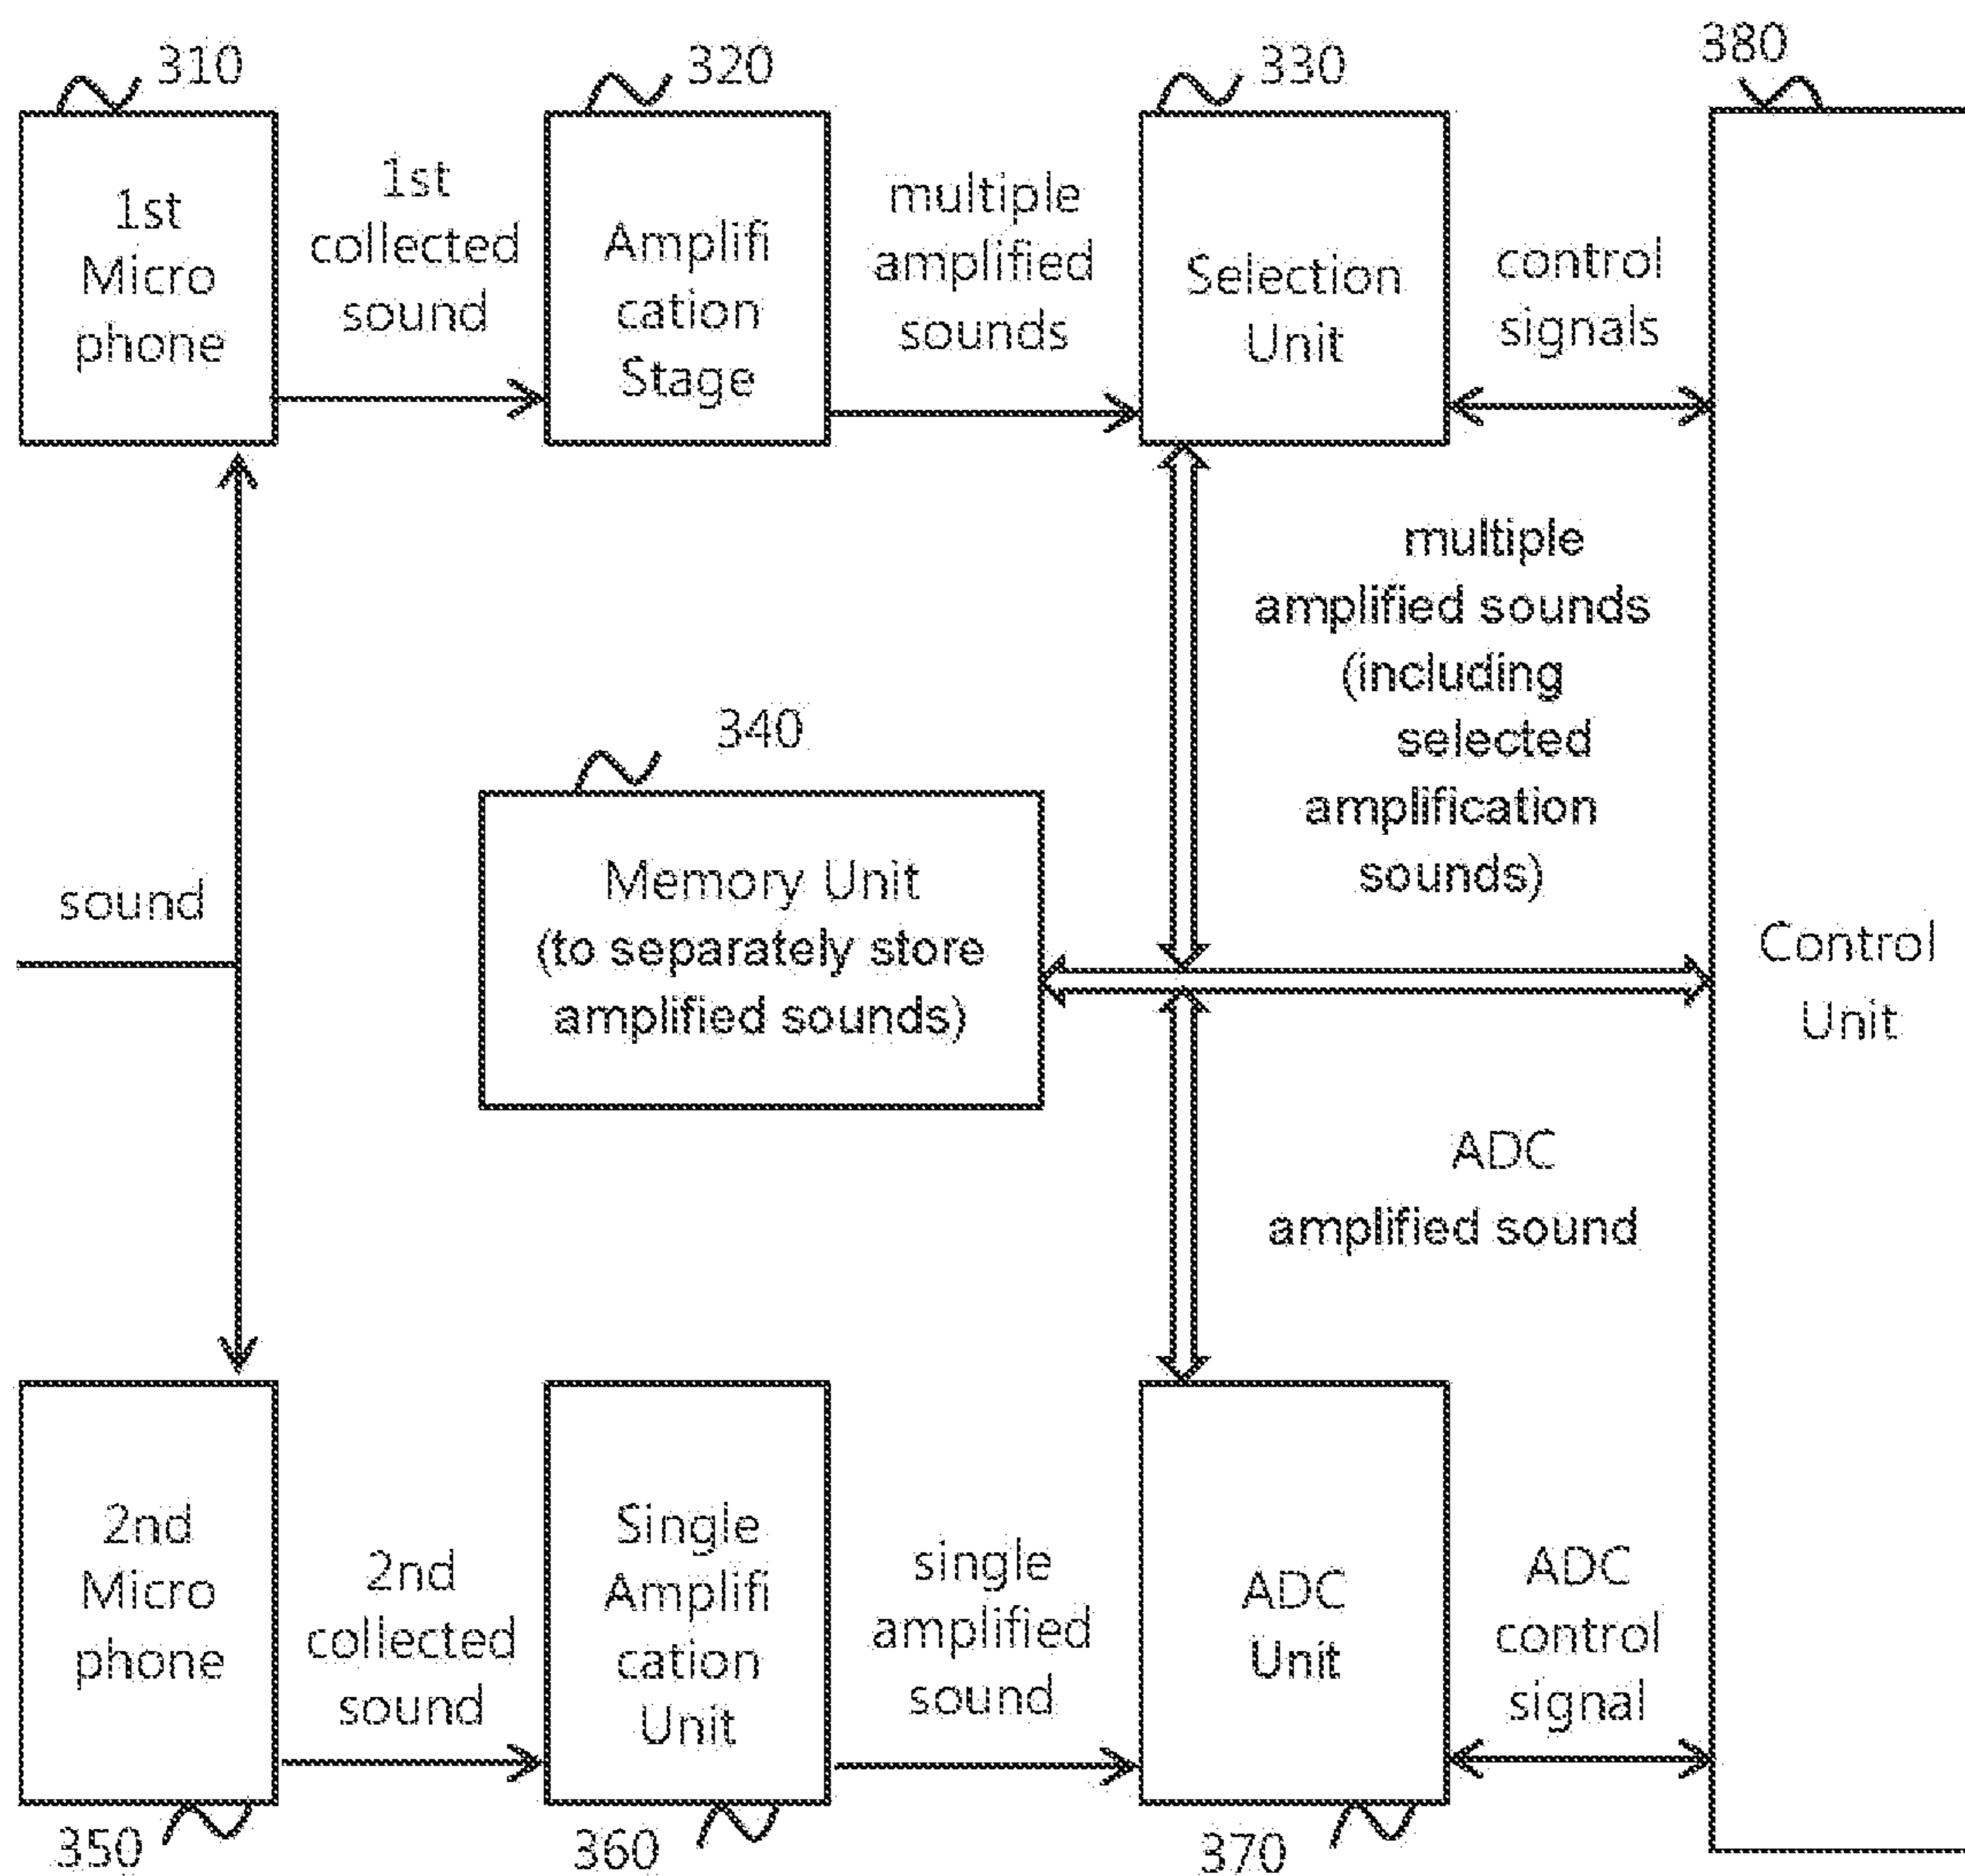 310
320
330
380
1st
Micro
phone
1st
collected
sound
Amplifi
cation
Stage
multiple
amplified
sounds
Selection
Unit
control
signals
multiple
amplified sounds
(including
selected
amplification
sounds)
340
sound
Memory Unit
(to separately store
amplified sounds)
Control
Unit
ADC
amplified sound
2nd
Micro
phone
2nd
collected
sound
Single
Amplifi
cation
Unit
single
amplified
sound
ADC
Unit
ADC
control
signal
350
360
370